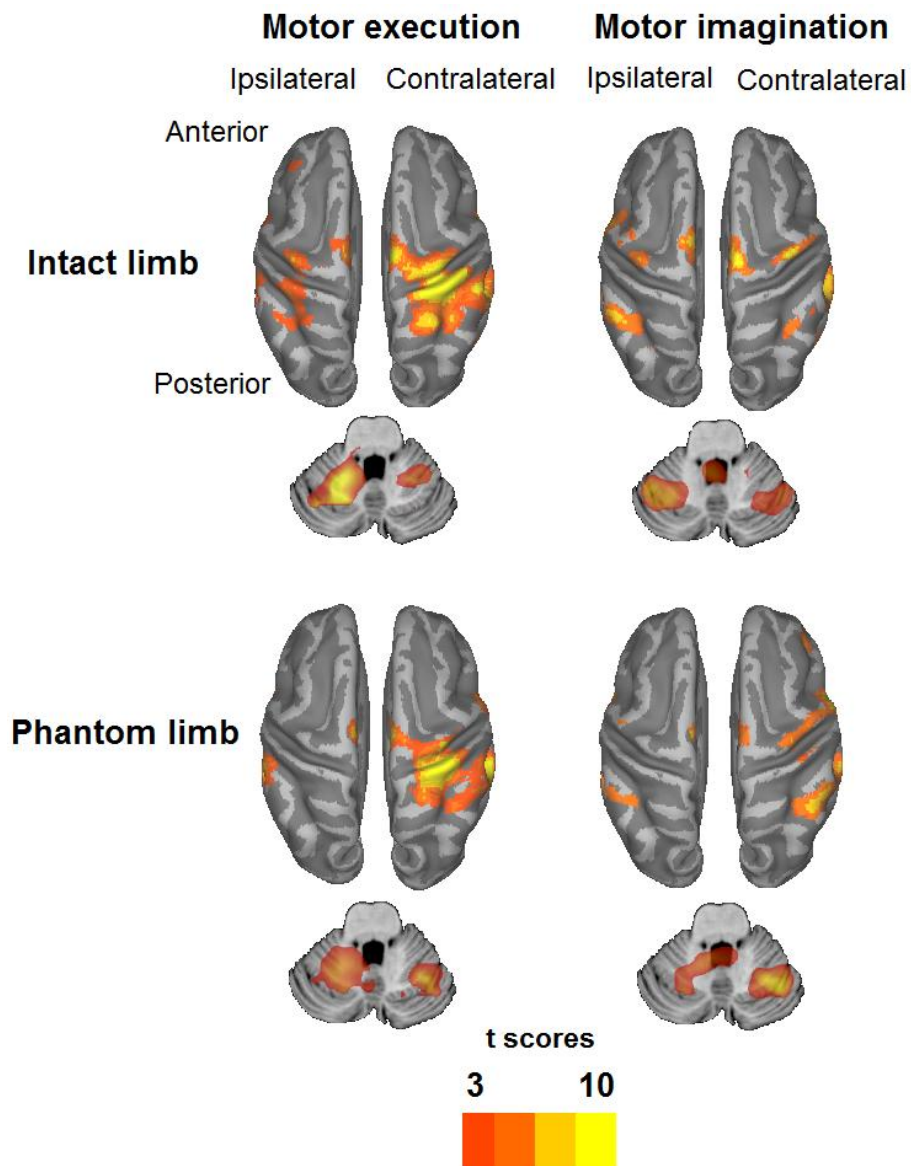 Motor execution Motor imagination
Ipsilateral Contralateral Ipsilateral Contralateral
Anterior
Intact limb
Posterior
Phantom limb
t scores
3 10